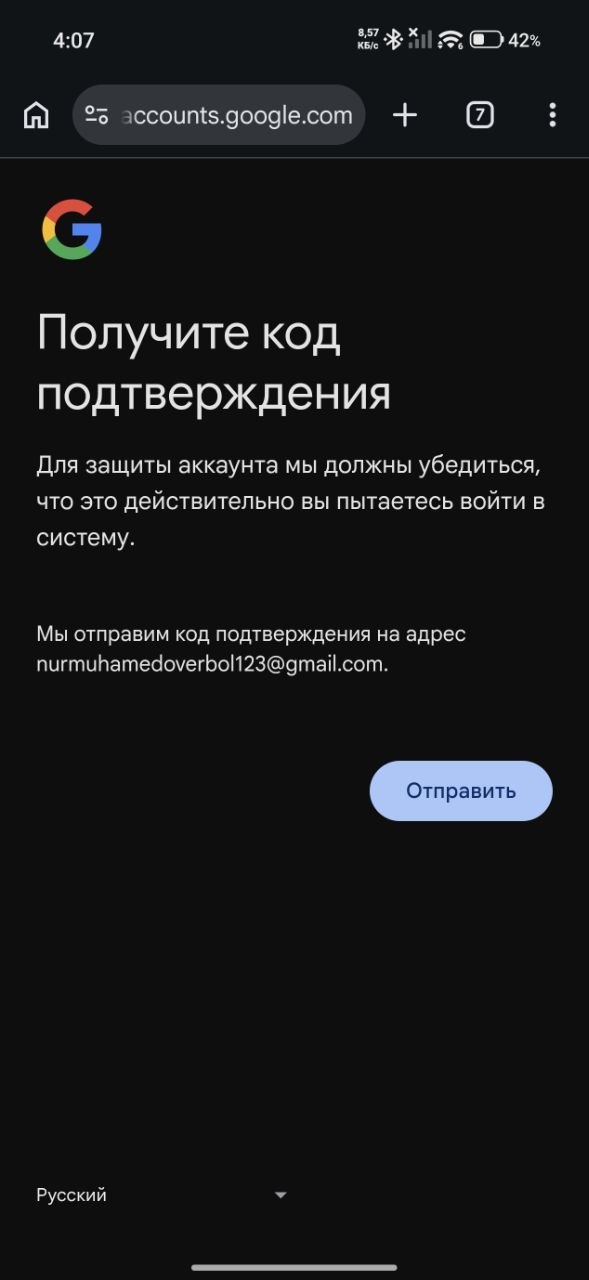 4:07
8,57
КБ/с
42%
accounts.google.com
7
Получите код
подтверждения
Для защиты аккаунта мы должны убедиться,
что это действительно вы пытаетесь войти в
систему.
Мы отправим код подтверждения на адрес
nurmuhamedoverbol123@gmail.com.
Отправить
Русский